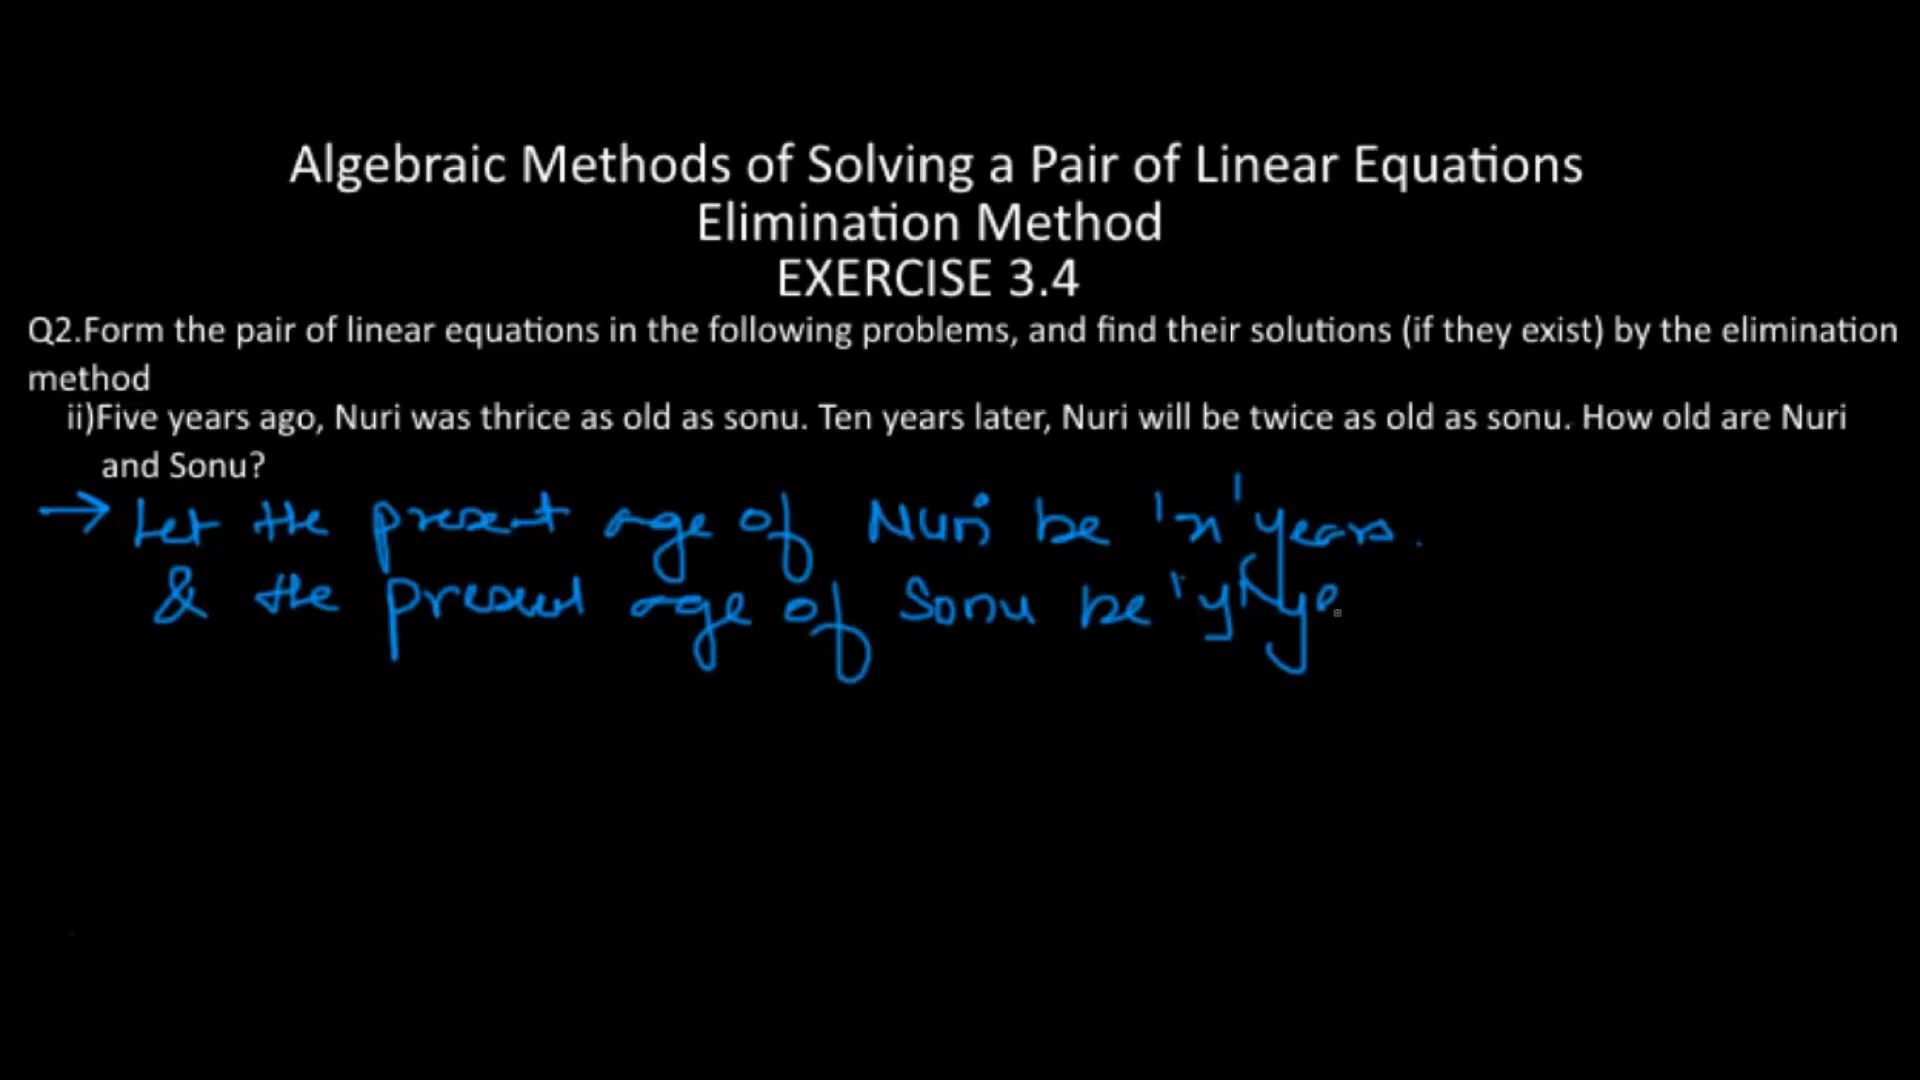 Algebraic Methods of Solving a Pair of Linear Equations
Elimination Method
EXERCISE 3.4
Q2.Form the pair of linear equations in the following problems, and find their solutions (if they exist) by the elimination
method
ii)Five years ago, Nuri was thrice as old as sonu. Ten years later, Nuri will be twice as old as sonu. How old are Nuri
and Sonu?
→ Let the present age of Nuri be 'x' years.
& the present age of Sonu be 'y' ye